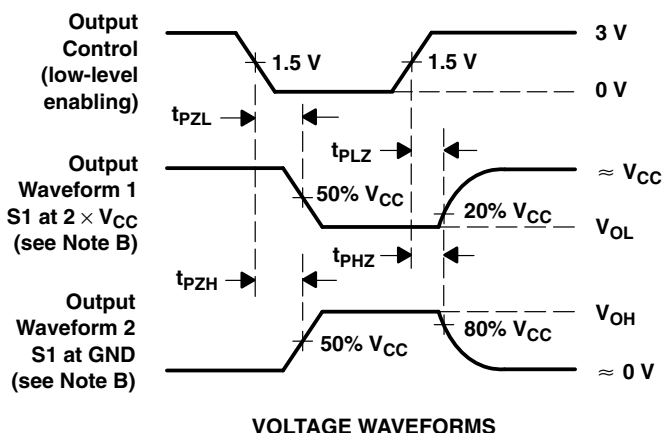 Output
Control
(low-level
enabling)
1.5 V
1.5 V
3 V
0 V
tPZL
tPLZ
Output
Waveform 1
S1 at 2 × VCC
(see Note B)
50% VCC
20% VCC
≈ VCC
VOL
tPZH
tPHZ
Output
Waveform 2
S1 at GND
(see Note B)
50% VCC
80% VCC
VOH
≈ 0 V
VOLTAGE WAVEFORMS